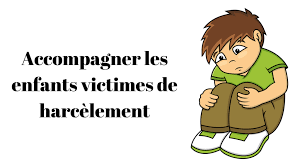 Accompagner les
enfants victimes de
harcèlement